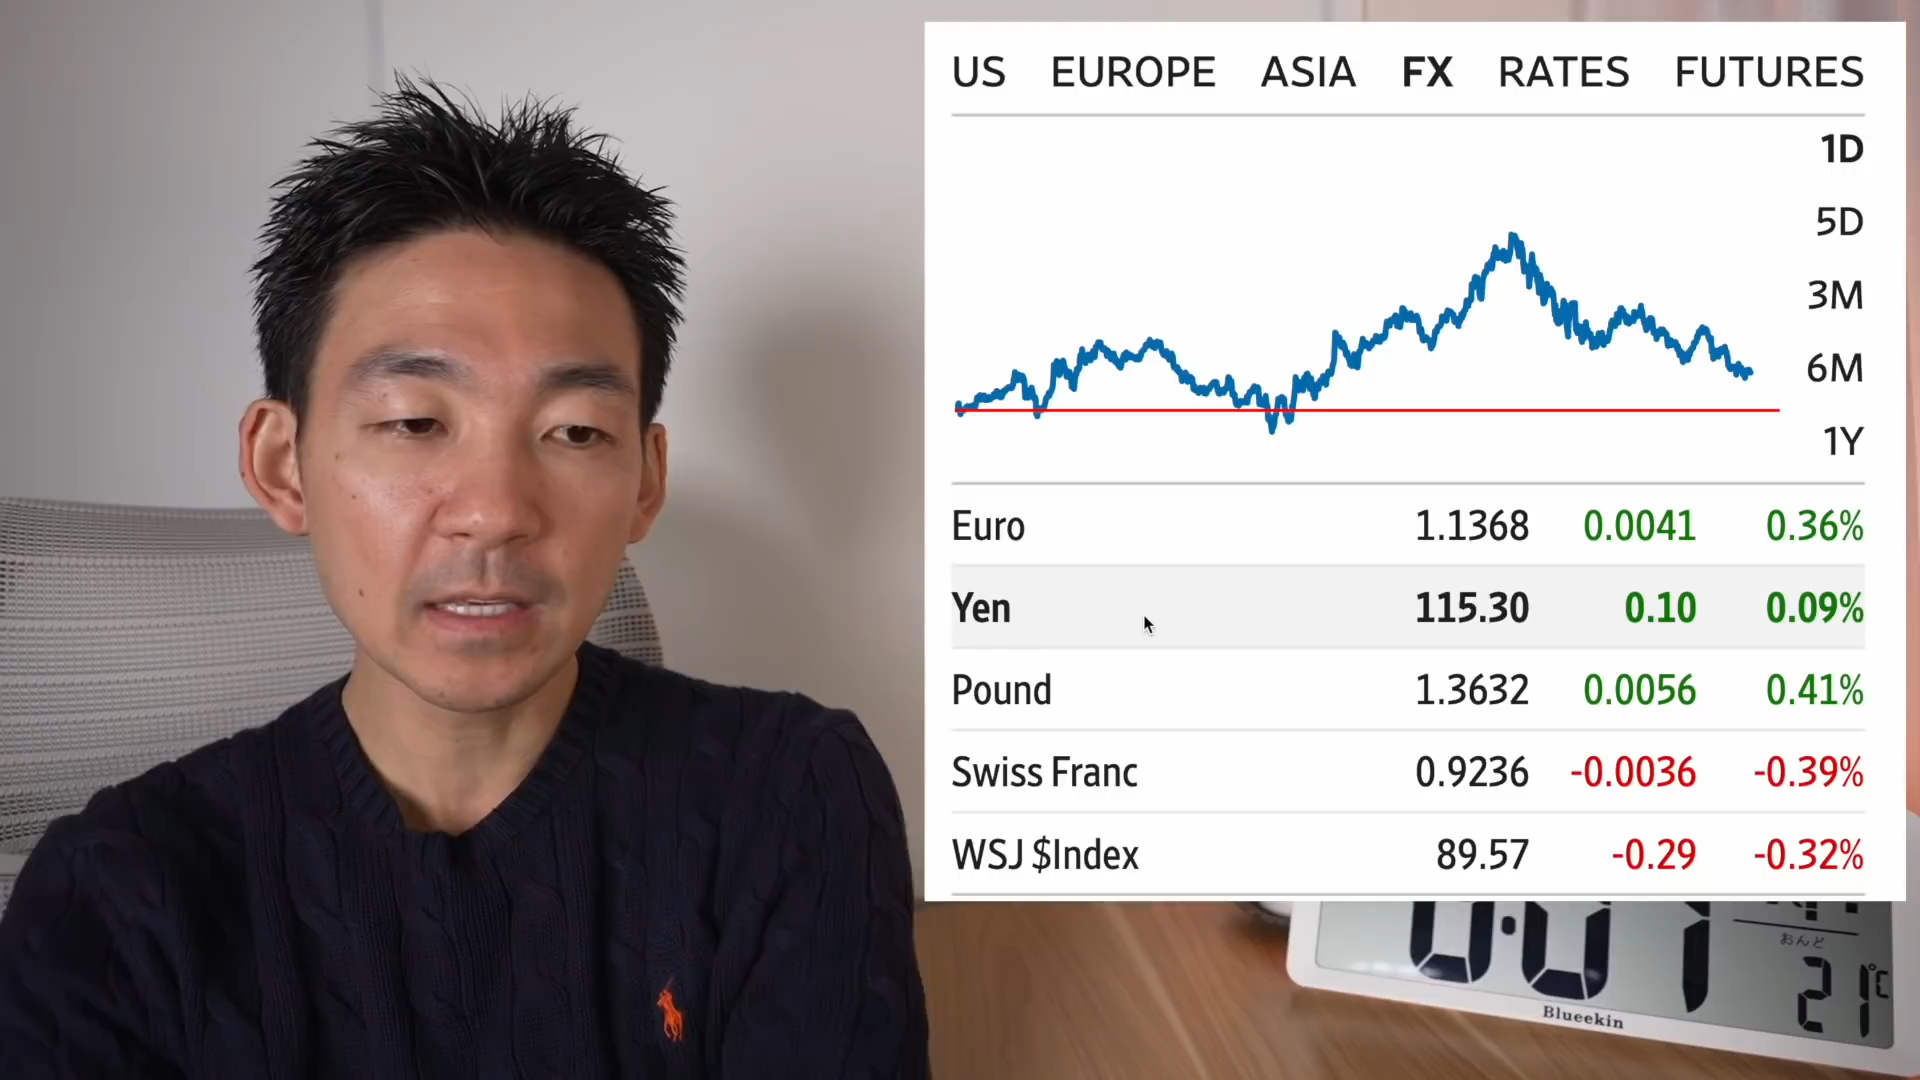 US EUROPE ASIA FX RATES FUTURES
1D
5D
3M
6M
1Y
Euro 1.1368 0.0041 0.36%
Yen 115.30 0.10 0.09%
Pound 1.3632 0.0056 0.41%
Swiss Franc 0.9236 -0.0036 -0.39%
WSJ $Index 89.57 -0.29 -0.32%
おんど
21℃
Blueekin